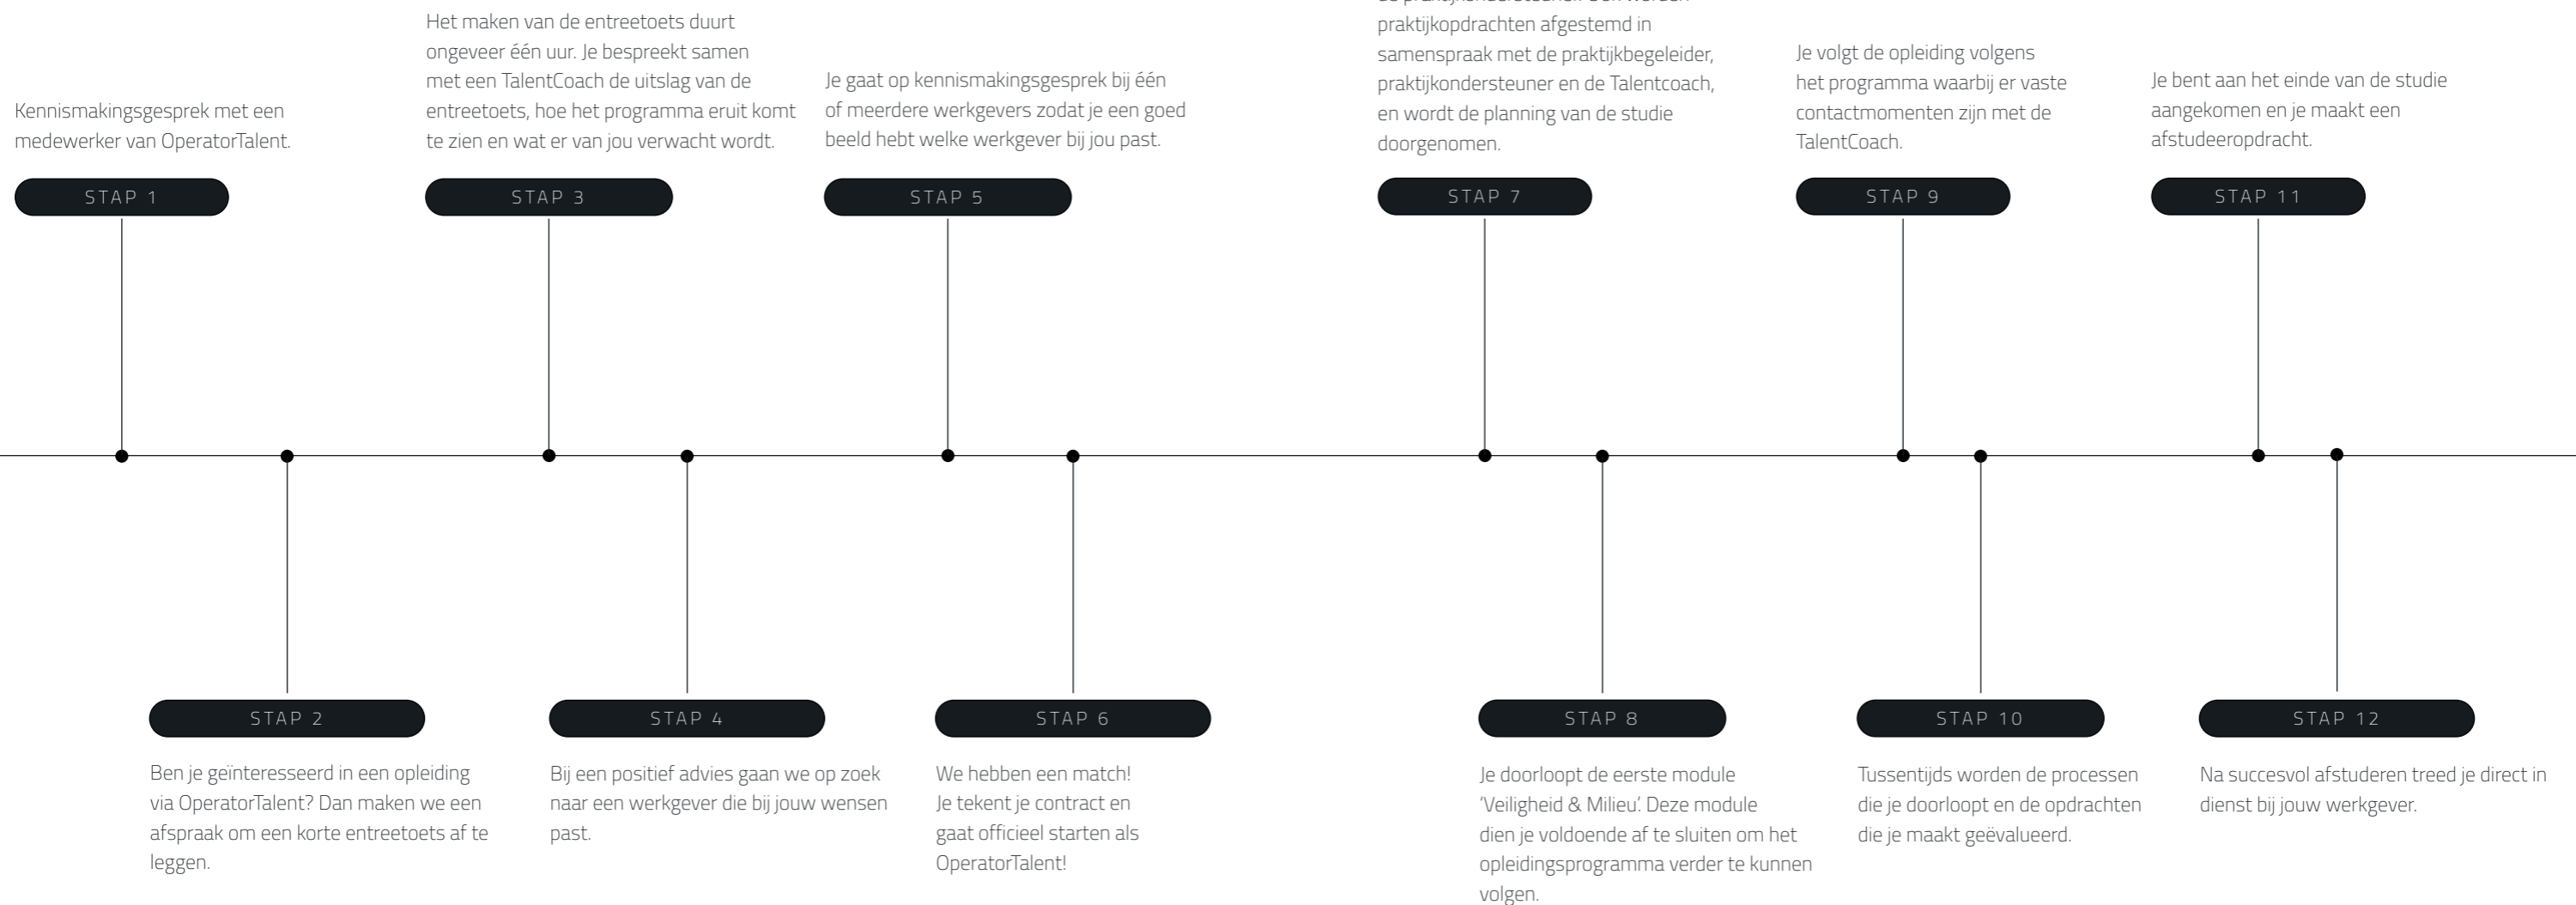 Kennismakingsgesprek met een
medewerker van OperatorTalent.
STAP 1
Ben je geïnteresseerd in een opleiding
via OperatorTalent? Dan maken we een
afspraak om een korte entreetoets af te
leggen.
STAP 2
Het maken van de entreetoets duurt
ongeveer één uur. Je bespreekt samen
met een TalentCoach de uitslag van de
entreetoets, hoe het programma eruit komt
te zien en wat er van jou verwacht wordt.
STAP 3
STAP 4
Bij een positief advies gaan we op zoek
naar een werkgever die bij jouw wensen
past.
Je gaat op kennismakingsgesprek bij één
of meerdere werkgevers zodat je een goed
beeld hebt welke werkgever bij jou past.
STAP 5
STAP 6
We hebben een match!
Je tekent je contract en
gaat officieel starten als
OperatorTalent!
praktijkopdrachten afgestemd in
samenspraak met de praktijkbegeleider,
praktijkondersteuner en de Talentcoach,
en wordt de planning van de studie
doorgenomen.
STAP 7
STAP 8
Je doorloopt de eerste module
‘Veiligheid & Milieu’. Deze module
dien je voldoende af te sluiten om het
opleidingsprogramma verder te kunnen
volgen.
Je volgt de opleiding volgens
het programma waarbij er vaste
contactmomenten zijn met de
TalentCoach.
STAP 9
STAP 10
Tussentijds worden de processen
die je doorloopt en de opdrachten
die je maakt geëvalueerd.
Je bent aan het einde van de studie
aangekomen en je maakt een
afstudeeropdracht.
STAP 11
STAP 12
Na succesvol afstuderen treed je direct in
dienst bij jouw werkgever.